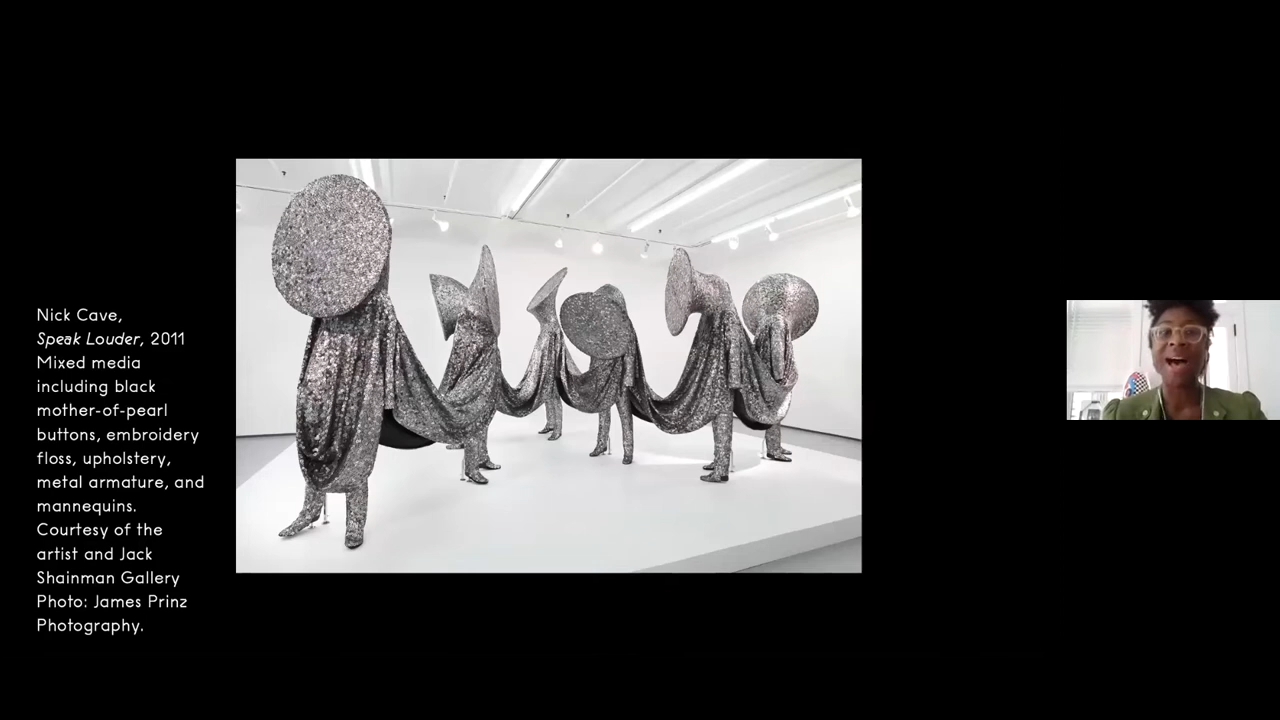 Nick Cave,
Speak Louder, 2011
Mixed media
including black
mother-of-pearl
buttons, embroidery
floss, upholstery,
metal armature, and
mannequins.
Courtesy of the
artist and Jack
Shainman Gallery
Photo: James Prinz
Photography.